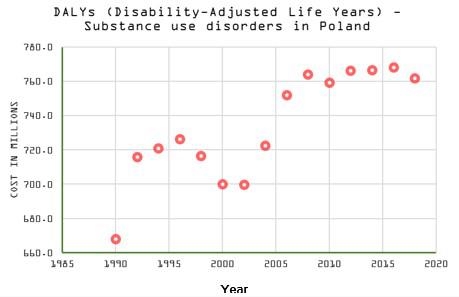 DALYs (Disability-Adjusted Life Years) -
Substance use disorders in Poland
780.0
760.0
740.0
720.0
700.0
680.0
660.0
COST IN MILLIONS
1985 1990 1995 2000 2005 2010 2015 2020
Year